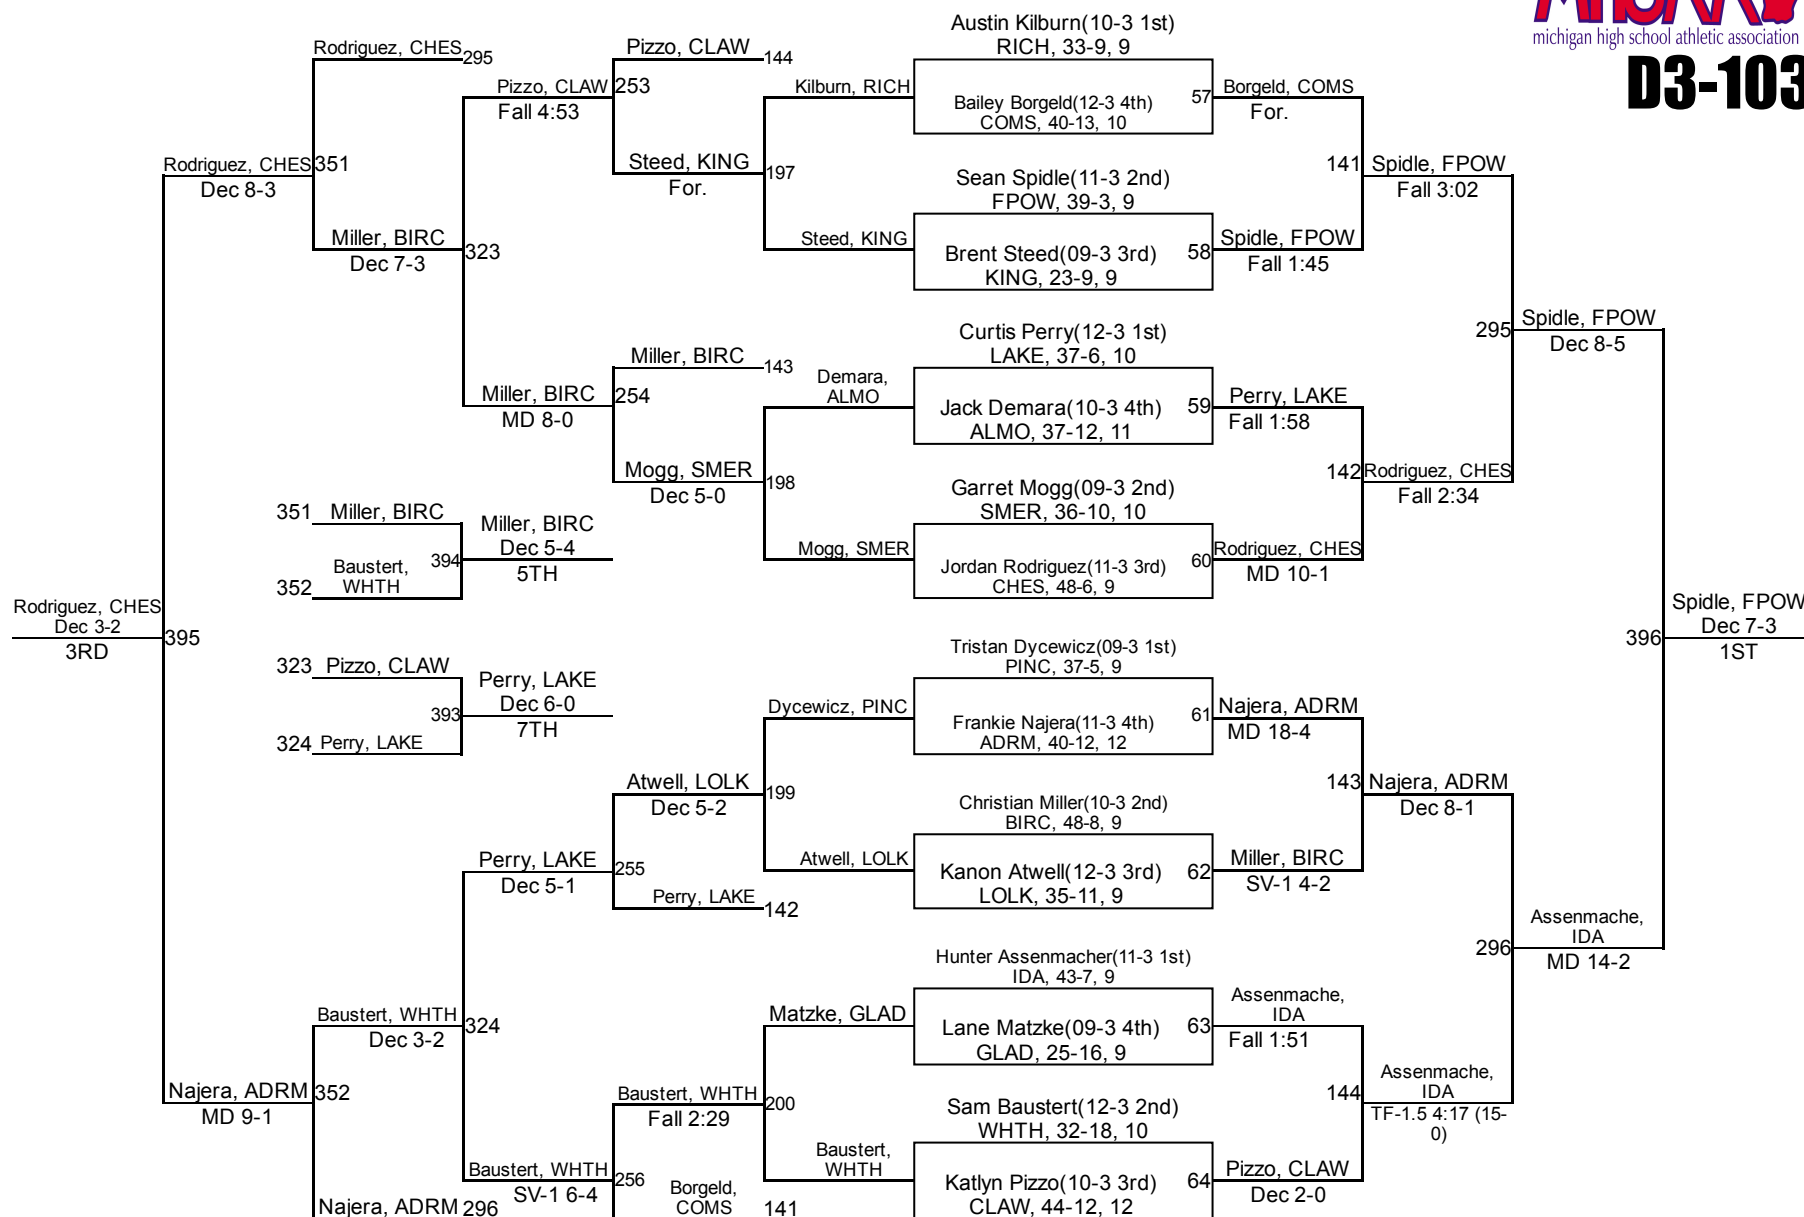 michigan high school athletic association
D3-103
Rodriguez, CHES
295
Pizzo, CLAW
144
Austin Kilburn(10-3 1st)
RICH, 33-9, 9
Pizzo, CLAW
253
Fall 4:53
Kilburn, RICH
Bailey Borgeld(12-3 4th)
COMS, 40-13, 10
57
Borgeld, COMS
For.
Rodriguez, CHES
351
Dec 8-3
Steed, KING
197
For.
Sean Spidle(11-3 2nd)
FPOW, 39-3, 9
141
Spidle, FPOW
Fall 3:02
Miller, BIRC
323
Dec 7-3
Steed, KING
Brent Steed(09-3 3rd)
KING, 23-9, 9
58
Spidle, FPOW
Fall 1:45
295
Spidle, FPOW
Dec 8-5
Miller, BIRC
143
Curtis Perry(12-3 1st)
LAKE, 37-6, 10
Miller, BIRC
254
MD 8-0
Demara,
ALMO
Jack Demara(10-3 4th)
ALMO, 37-12, 11
59
Perry, LAKE
Fall 1:58
Mogg, SMER
198
Dec 5-0
Garret Mogg(09-3 2nd)
SMER, 36-10, 10
142
Rodriguez, CHES
Fall 2:34
351
Miller, BIRC
Miller, BIRC
Dec 5-4
5TH
394
Baustert,
WHTH
352
Mogg, SMER
Jordan Rodriguez(11-3 3rd)
CHES, 48-6, 9
60
Rodriguez, CHES
MD 10-1
Rodriguez, CHES
Dec 3-2
3RD
395
396
Spidle, FPOW
Dec 7-3
1ST
323
Pizzo, CLAW
Perry, LAKE
Dec 6-0
7TH
393
324
Perry, LAKE
Tristan Dycewicz(09-3 1st)
PINC, 37-5, 9
Dycewicz, PINC
Frankie Najera(11-3 4th)
ADRM, 40-12, 12
61
Najera, ADRM
MD 18-4
Atwell, LOLK
199
Dec 5-2
Christian Miller(10-3 2nd)
BIRC, 48-8, 9
143
Najera, ADRM
Dec 8-1
Perry, LAKE
255
Dec 5-1
Atwell, LOLK
Kanon Atwell(12-3 3rd)
LOLK, 35-11, 9
62
Miller, BIRC
SV-1 4-2
Perry, LAKE
142
Hunter Assenmacher(11-3 1st)
IDA, 43-7, 9
296
Assenmache,
IDA
MD 14-2
Baustert, WHTH
324
Dec 3-2
Matzke, GLAD
Lane Matzke(09-3 4th)
GLAD, 25-16, 9
63
Assenmache,
IDA
Fall 1:51
Najera, ADRM
352
MD 9-1
Baustert, WHTH
200
Fall 2:29
Sam Baustert(12-3 2nd)
WHTH, 32-18, 10
144
Assenmache,
IDA
TF-1.5 4:17 (15-
0)
Baustert, WHTH
256
SV-1 6-4
Baustert,
WHTH
Katlyn Pizzo(10-3 3rd)
CLAW, 44-12, 12
64
Pizzo, CLAW
Dec 2-0
Najera, ADRM
296
Borgeld,
COMS
141